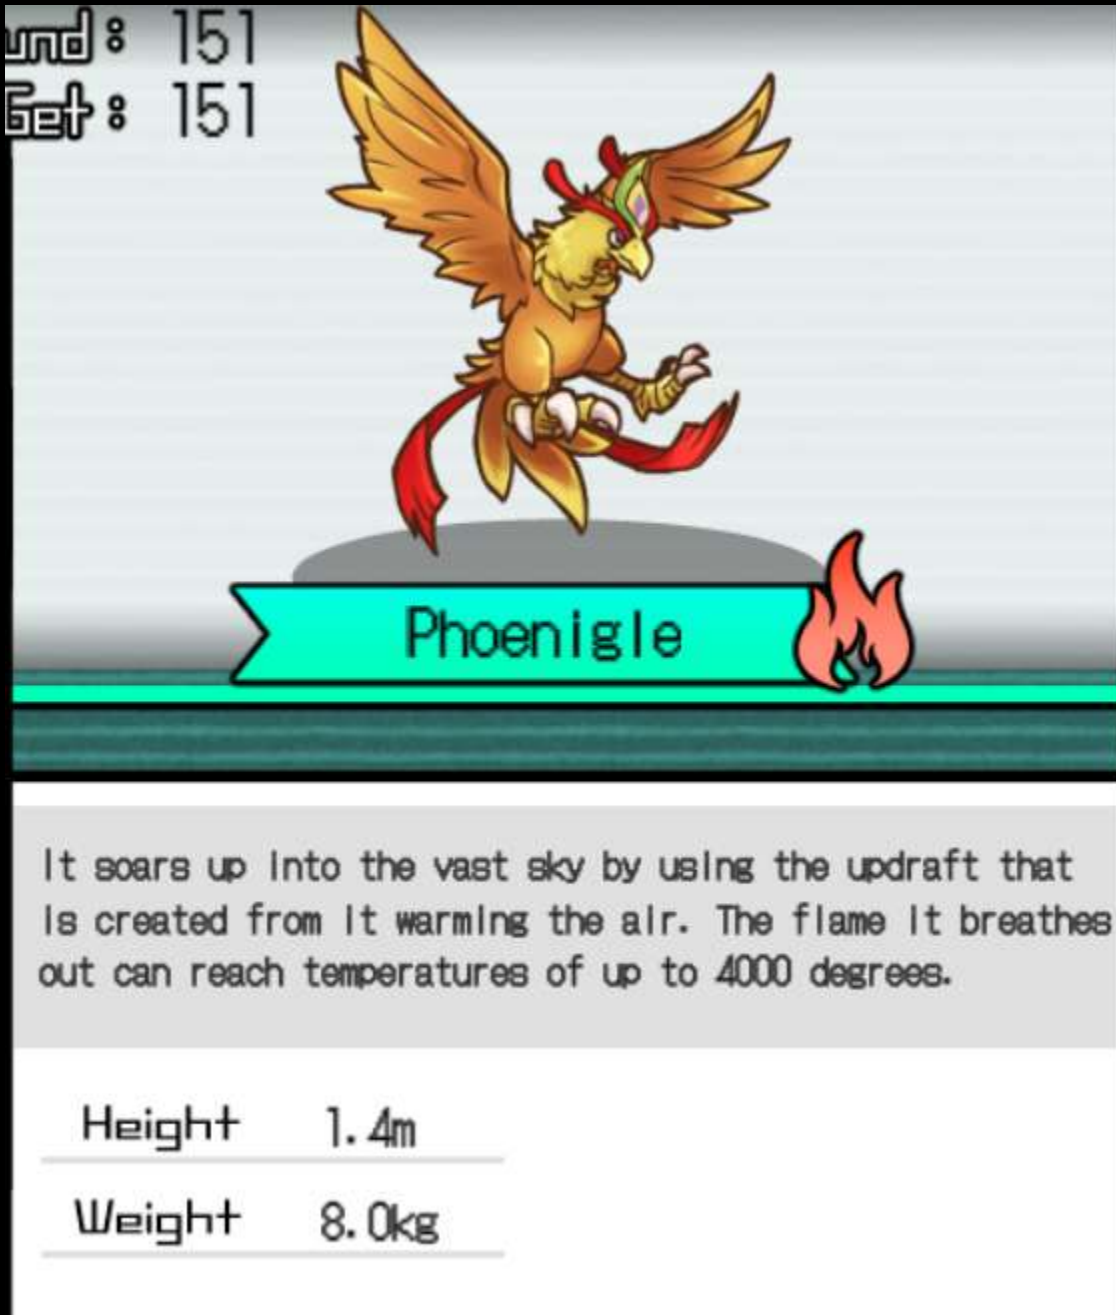 und: 151
Get: 151
Phoenigle
It soars up into the vast sky by using the updraft that
is created from it warming the air. The flame it breathes
out can reach temperatures of up to 4000 degrees.
Height 1.4m
Weight 8.0kg